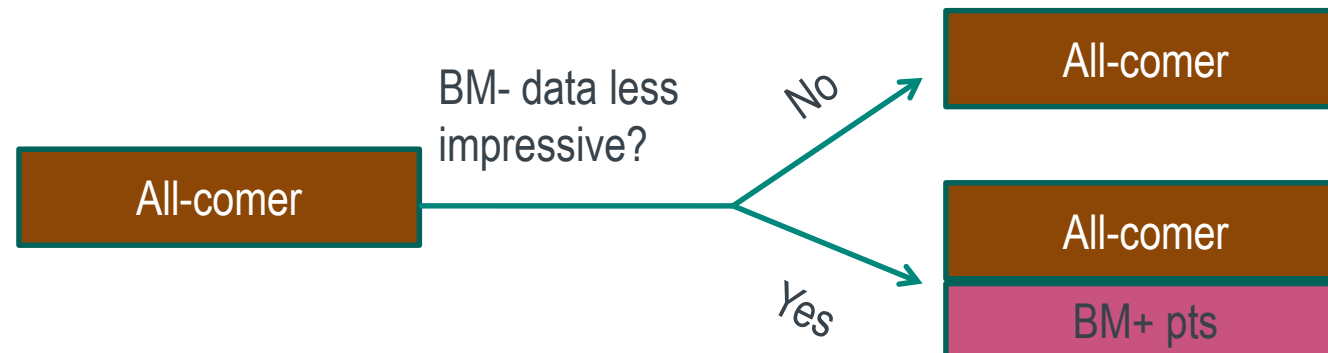 All-comer
BM- data less
impressive?
No
Yes
All-comer
All-comer
BM+ pts